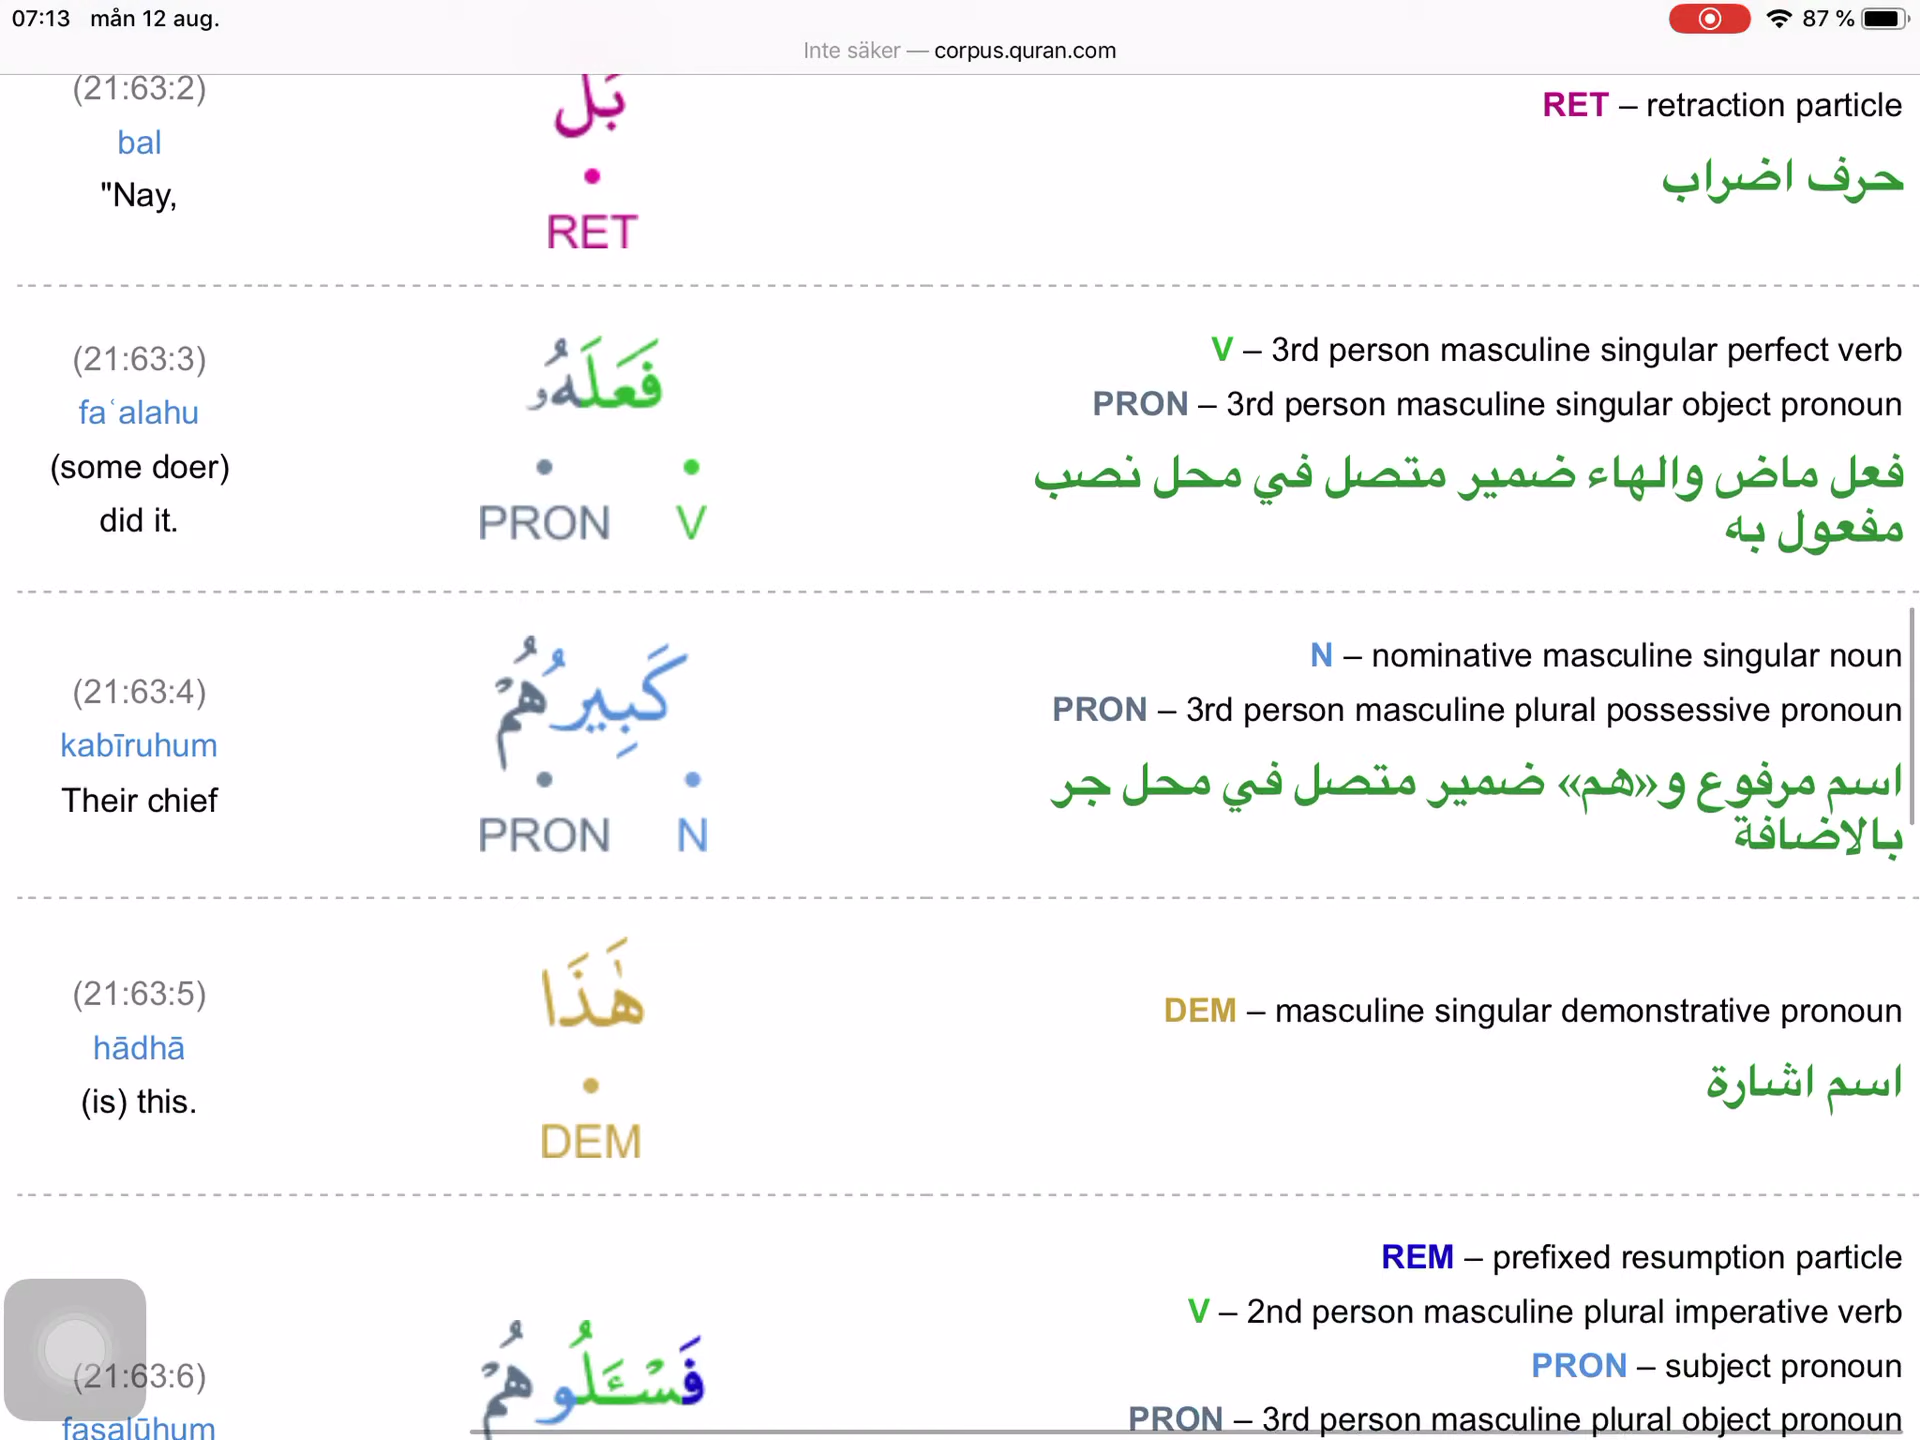 07:13 mån 12 aug. 87 %
Inte säker — corpus.quran.com
(21:63:2)
bal
"Nay,
بَلْ
RET
RET – retraction particle
حرف اضراب
(21:63:3)
faʿalahu
(some doer)
did it.
فَعَلَهُۥ
PRON V
V – 3rd person masculine singular perfect verb
PRON – 3rd person masculine singular object pronoun
فعل ماض والهاء ضمير متصل في محل نصب
مفعول به
(21:63:4)
kabīruhum
Their chief
كَبِيرُهُمْ
PRON N
N – nominative masculine singular noun
PRON – 3rd person masculine plural possessive pronoun
اسم مرفوع و«هم» ضمير متصل في محل جر
بالاضافة
(21:63:5)
hādhā
(is) this.
هَٰذَا
DEM
DEM – masculine singular demonstrative pronoun
اسم اشارة
(21:63:6)
fasalūhum
فَسْـَٔلُوهُمْ
REM – prefixed resumption particle
V – 2nd person masculine plural imperative verb
PRON – subject pronoun
PRON – 3rd person masculine plural object pronoun